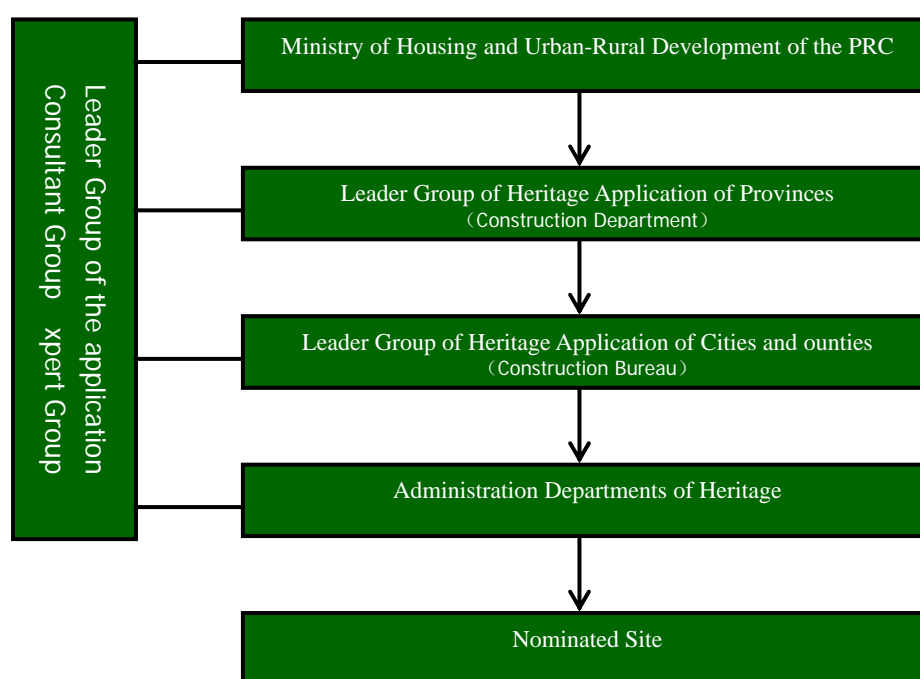 Leader Group of the application
Consultant Group xpert Group
Ministry of Housing and Urban-Rural Development of the PRC
Leader Group of Heritage Application of Provinces
（Construction Department）
Leader Group of Heritage Application of Cities and ounties
（Construction Bureau）
Administration Departments of Heritage
Nominated Site